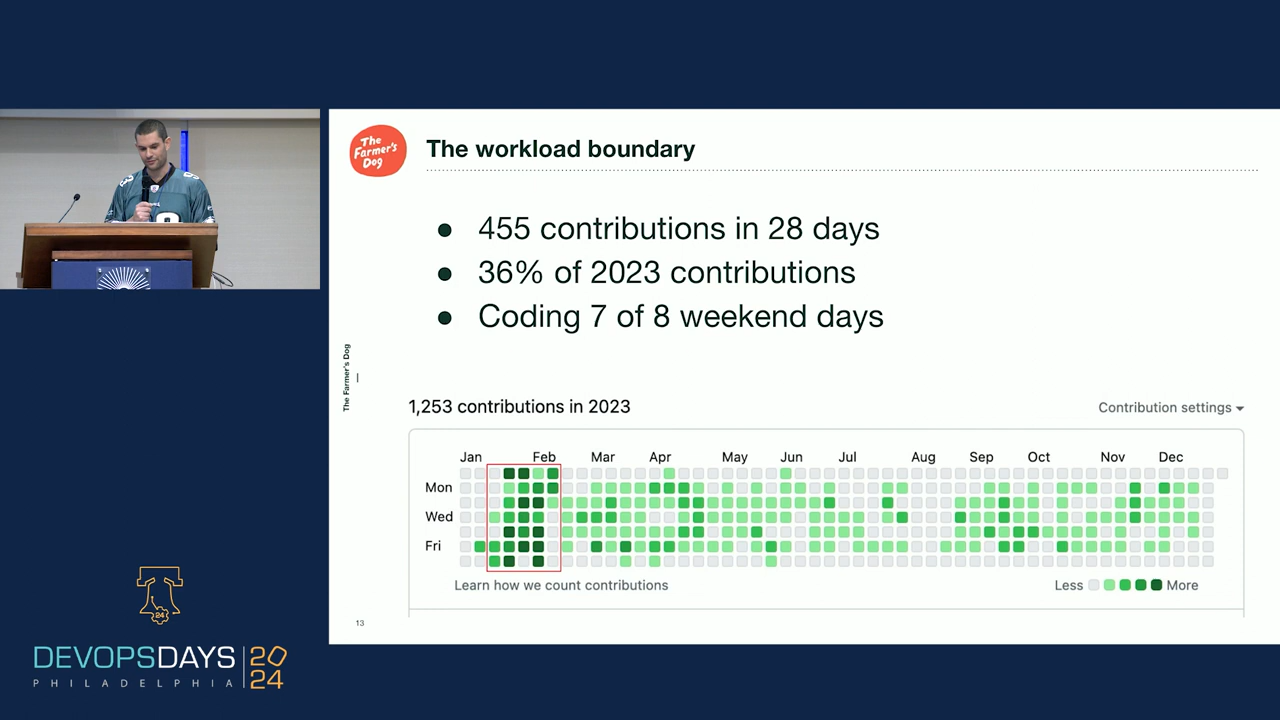 The Farmer's Dog
The workload boundary
● 455 contributions in 28 days
● 36% of 2023 contributions
● Coding 7 of 8 weekend days
The Farmer's Dog
1,253 contributions in 2023
Contribution settings
Jan Feb Mar Apr May Jun Jul Aug Sep Oct Nov Dec
Mon
Wed
Fri
Learn how we count contributions
Less More
13
24
DEVOPSDAYS 2024
PHILADELPHIA